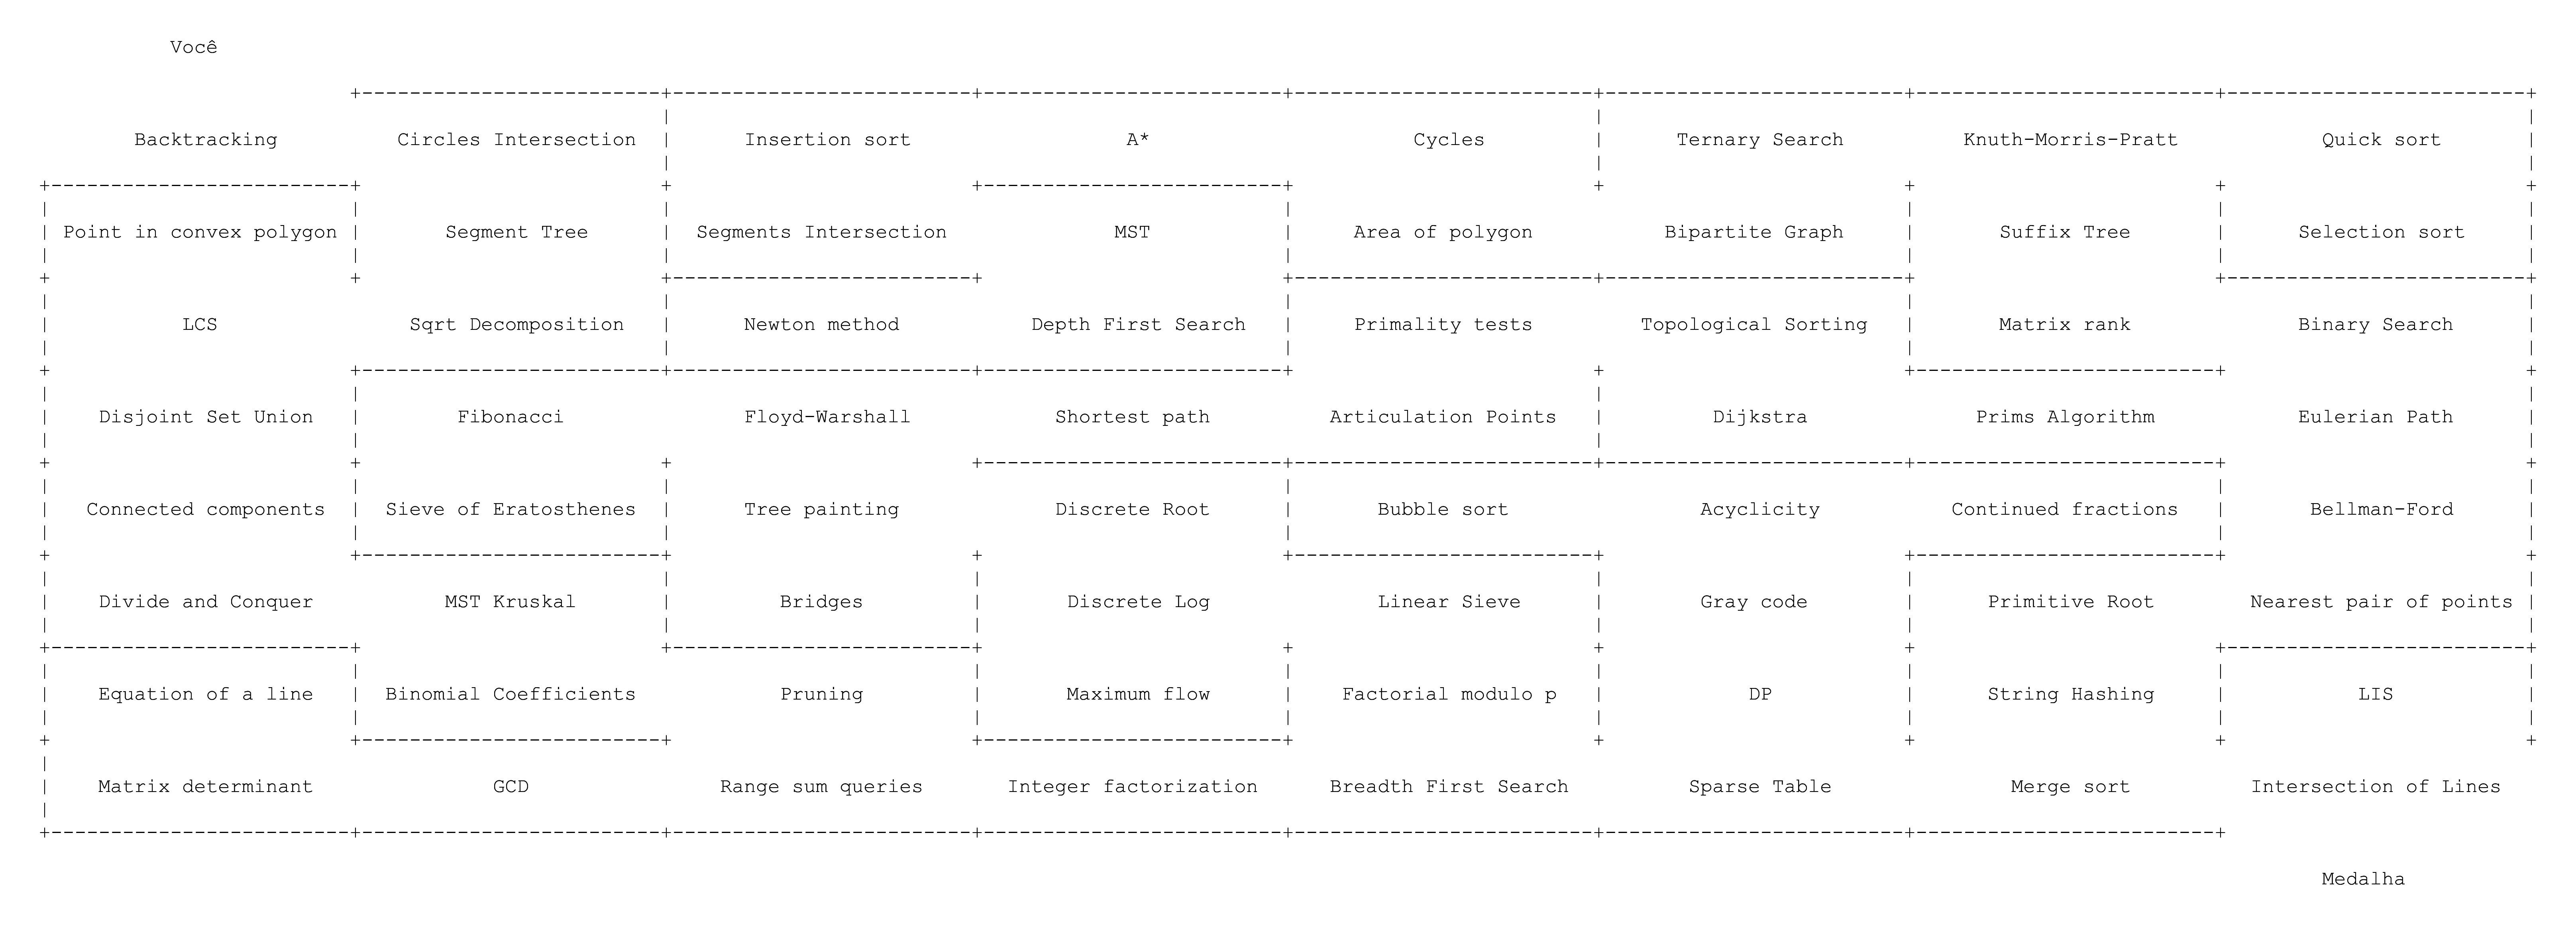 Você
Backtracking Circles Intersection Insertion sort A* Cycles Ternary Search Knuth-Morris-Pratt Quick sort
Point in convex polygon Segment Tree Segments Intersection MST Area of polygon Bipartite Graph Suffix Tree Selection sort
LCS Sqrt Decomposition Newton method Depth First Search Primality tests Topological Sorting Matrix rank Binary Search
Disjoint Set Union Fibonacci Floyd-Warshall Shortest path Articulation Points Dijkstra Prims Algorithm Eulerian Path
Connected components Sieve of Eratosthenes Tree painting Discrete Root Bubble sort Acyclicity Continued fractions Bellman-Ford
Divide and Conquer MST Kruskal Bridges Discrete Log Linear Sieve Gray code Primitive Root Nearest pair of points
Equation of a line Binomial Coefficients Pruning Maximum flow Factorial modulo p DP String Hashing LIS
Matrix determinant GCD Range sum queries Integer factorization Breadth First Search Sparse Table Merge sort Intersection of Lines
Medalha